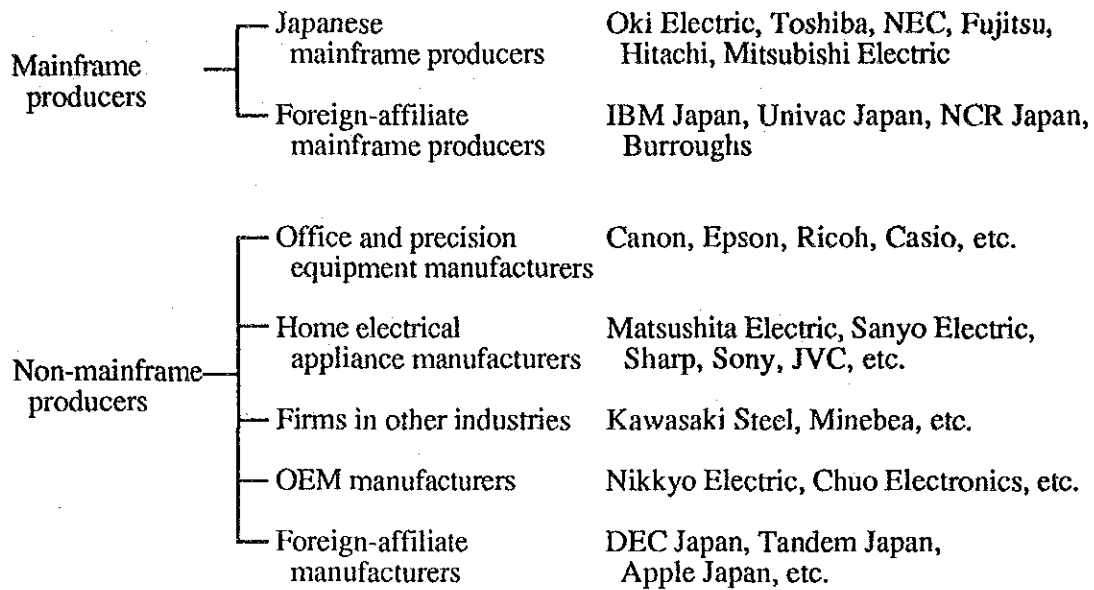 Mainframe
producers
Japanese
mainframe producers
Oki Electric, Toshiba, NEC, Fujitsu,
Hitachi, Mitsubishi Electric
Foreign-affiliate
mainframe producers
IBM Japan, Univac Japan, NCR Japan,
Burroughs
Non-mainframe
producers
Office and precision
equipment manufacturers
Canon, Epson, Ricoh, Casio, etc.
Home electrical
appliance manufacturers
Matsushita Electric, Sanyo Electric,
Sharp, Sony, JVC, etc.
Firms in other industries
Kawasaki Steel, Minebea, etc.
OEM manufacturers
Nikkyo Electric, Chuo Electronics, etc.
Foreign-affiliate
manufacturers
DEC Japan, Tandem Japan,
Apple Japan, etc.